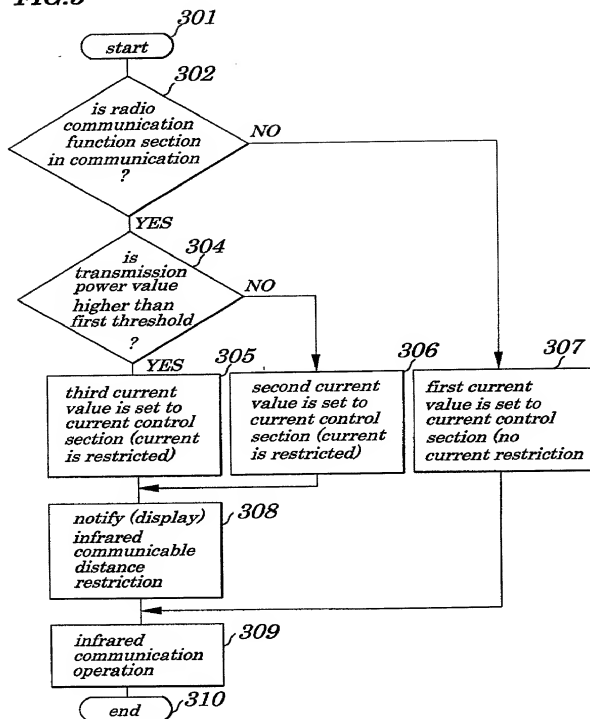 301
start
302
is radio
communication
function section
in communication
?
NO
YES
304
is
transmission
power value
higher than
first threshold
?
NO
YES
305
third current
value is set to
current control
section (current
is restricted)
306
second current
value is set to
current control
section (current
is restricted)
307
first current
value is set to
current control
section (no
current restriction
308
notify (display)
infrared
communicable
distance
restriction
309
infrared
communication
operation
310
end